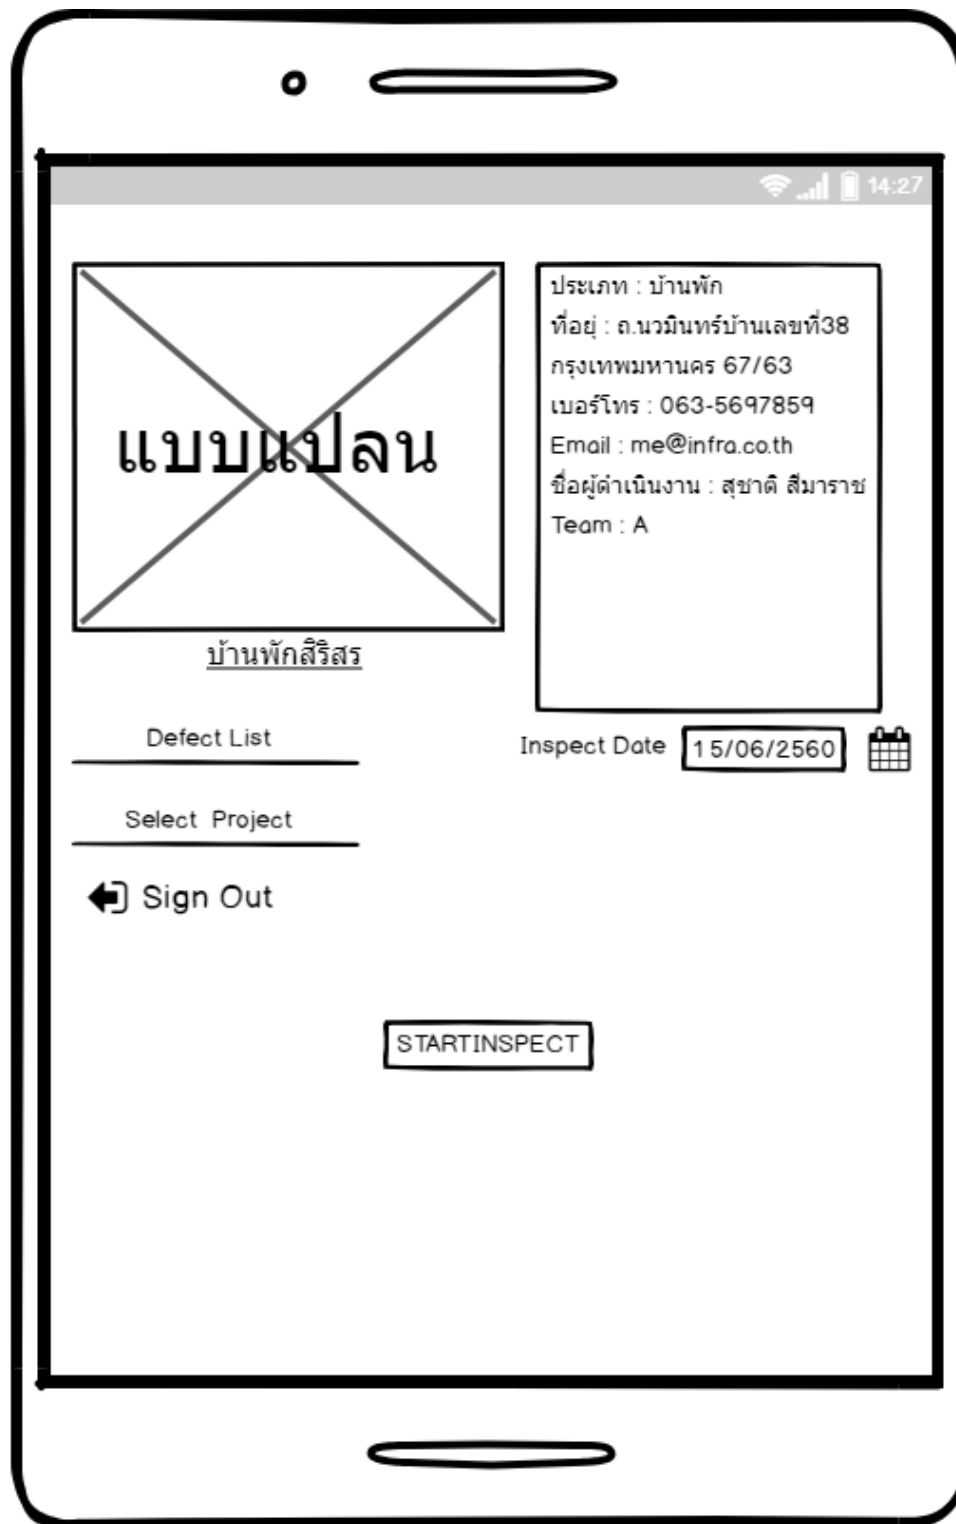 14:27
แบบแปลน
บ้านพักสิริสร
ประเภท : บ้านพัก
ที่อยู่ : ถ.นวมินทร์บ้านเลขที่38
กรุงเทพมหานคร 67/63
เบอร์โทร : 063-5697859
Email : me@infra.co.th
ชื่อผู้ดำเนินงาน : สุชาติ สีมาราช
Team : A
Defect List
Inspect Date 15/06/2560
Select Project
Sign Out
STARTINSPECT